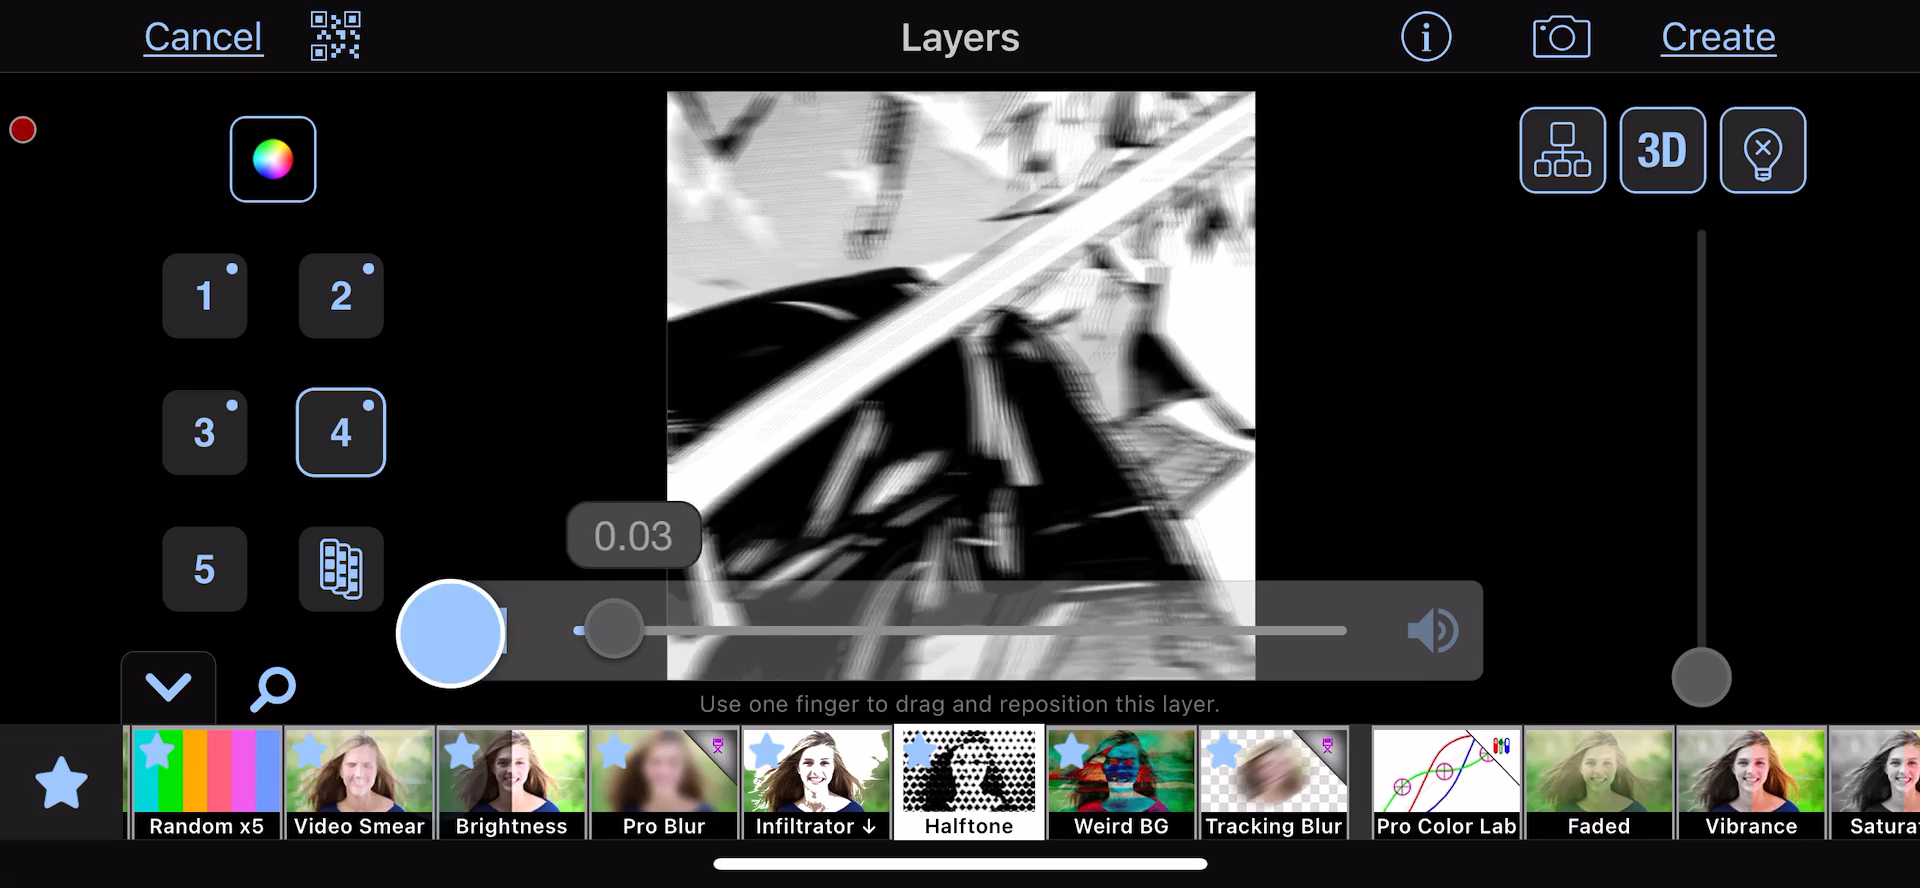 Cancel
Layers
Create
3D
1
2
3
4
5
0.03
Use one finger to drag and reposition this layer.
Random x5
Video Smear
Brightness
Pro Blur
Infiltrator ↓
Halftone
Weird BG
Tracking Blur
Pro Color Lab
Faded
Vibrance
Satura